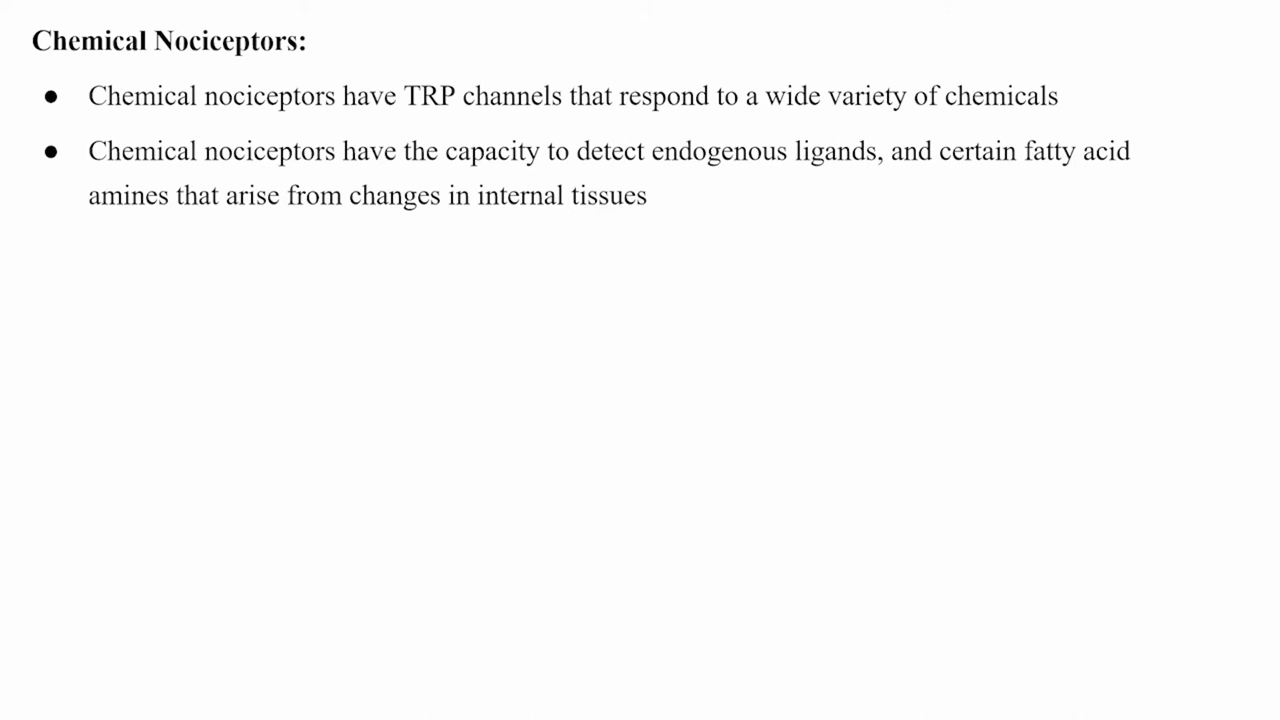 Chemical Nociceptors:
● Chemical nociceptors have TRP channels that respond to a wide variety of chemicals
● Chemical nociceptors have the capacity to detect endogenous ligands, and certain fatty acid
amines that arise from changes in internal tissues